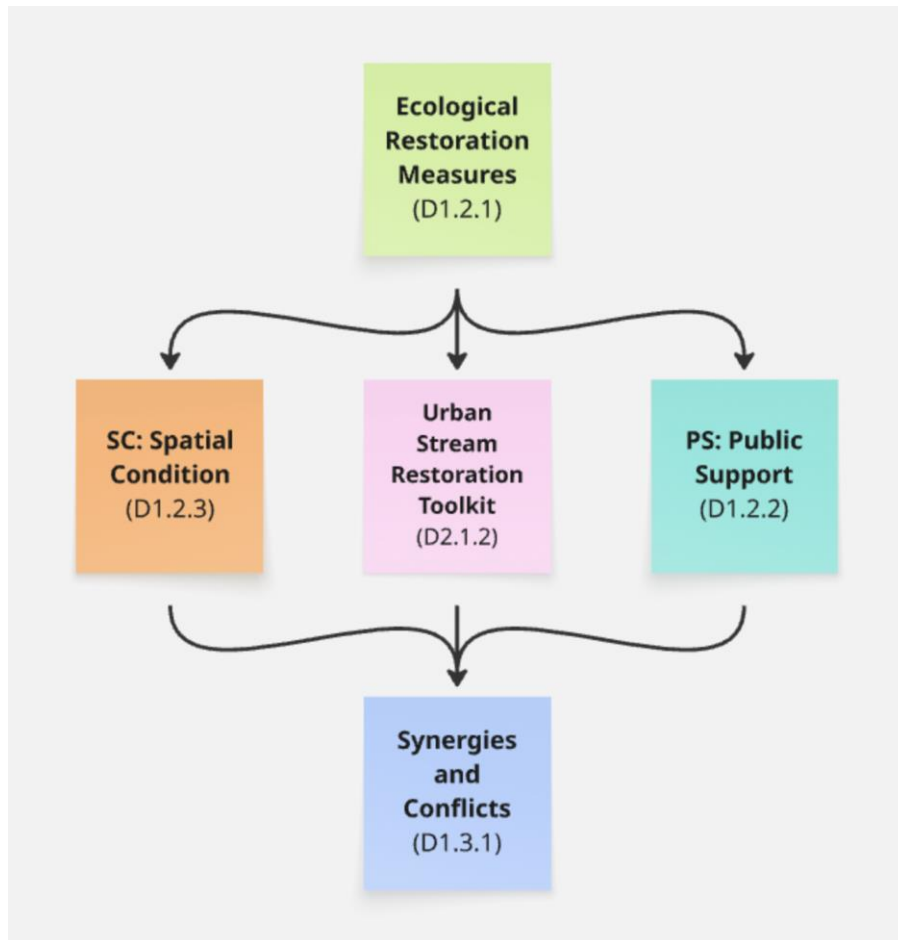 Ecological
Restoration
Measures
(D1.2.1)
SC: Spatial
Condition
(D1.2.3)
Urban
Stream
Restoration
Toolkit
(D2.1.2)
PS: Public
Support
(D1.2.2)
Synergies
and
Conflicts
(D1.3.1)